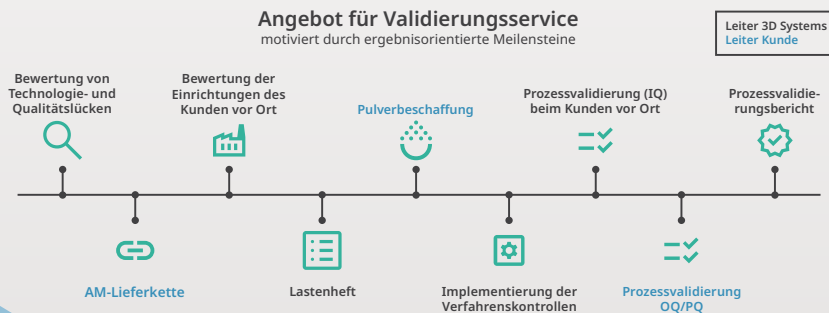 Angebot für Validierungsservice
motiviert durch ergebnisorientierte Meilensteine
Leiter 3D Systems
Leiter Kunde
Bewertung von
Technologie- und
Qualitätslücken
Bewertung der
Einrichtungen des
Kunden vor Ort
Pulverbeschaffung
Prozessvalidierung (IQ)
beim Kunden vor Ort
Prozessvalidie-
rungsbericht
AM-Lieferkette
Lastenheft
Implementierung der
Verfahrenskontrollen
Prozessvalidierung
OQ/PQ